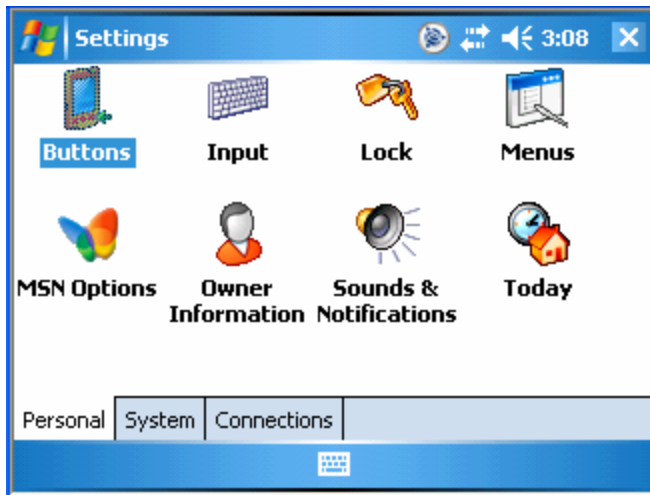 Settings 3:08
Buttons Input Lock Menus
MSN Options Owner Information Sounds & Notifications Today
Personal System Connections